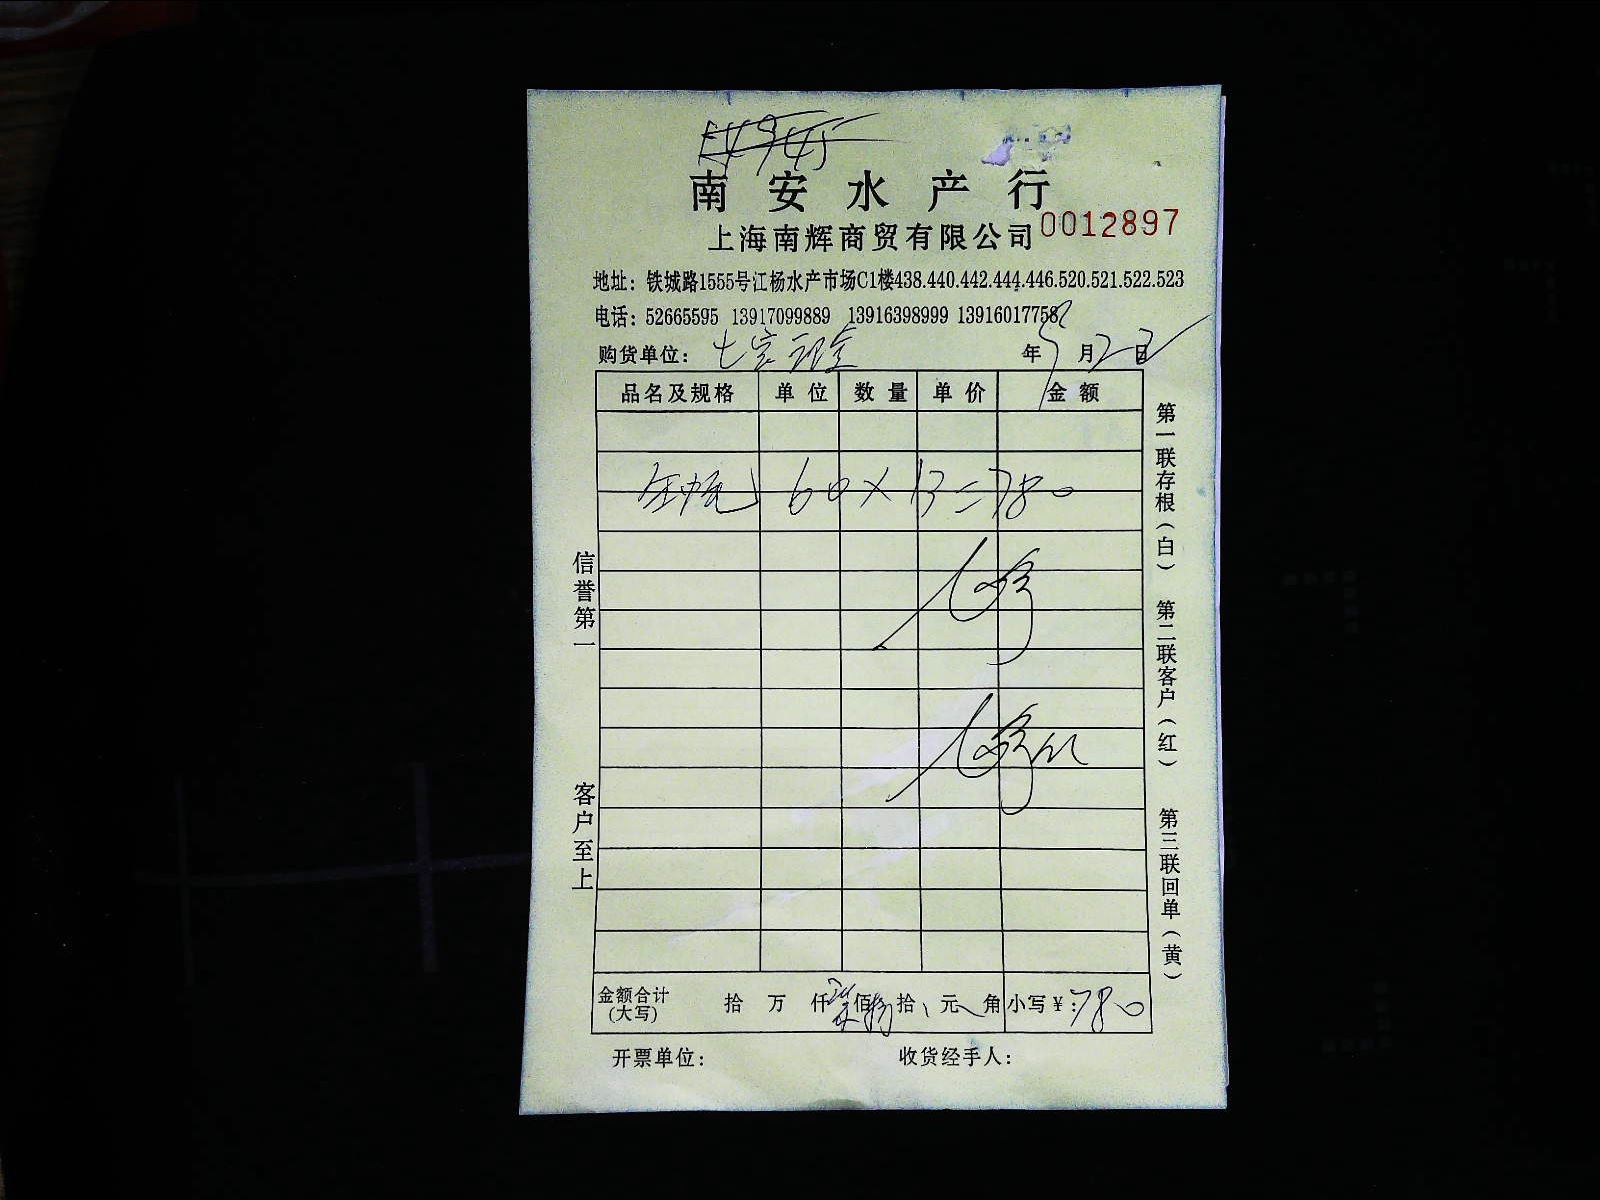 南安水产行
上海南辉商贸有限公司 0012897
地址：铁城路1555号江杨水产市场C1楼438.440.442.444.446.520.521.522.523
电话：52665595 13917099889 13916398999 13916017758
购货单位： 七宝 年 9 月 2 日
品名及规格 单位 数量 单价 金额
60 × 13 = 780
信誉第一
客户至上
第一联存根（白）
第二联客户（红）
第三联回单（黄）
金额合计（大写） 拾 万 仟 柒 佰 捌 拾 元 角 小写￥：780
开票单位： 收货经手人：